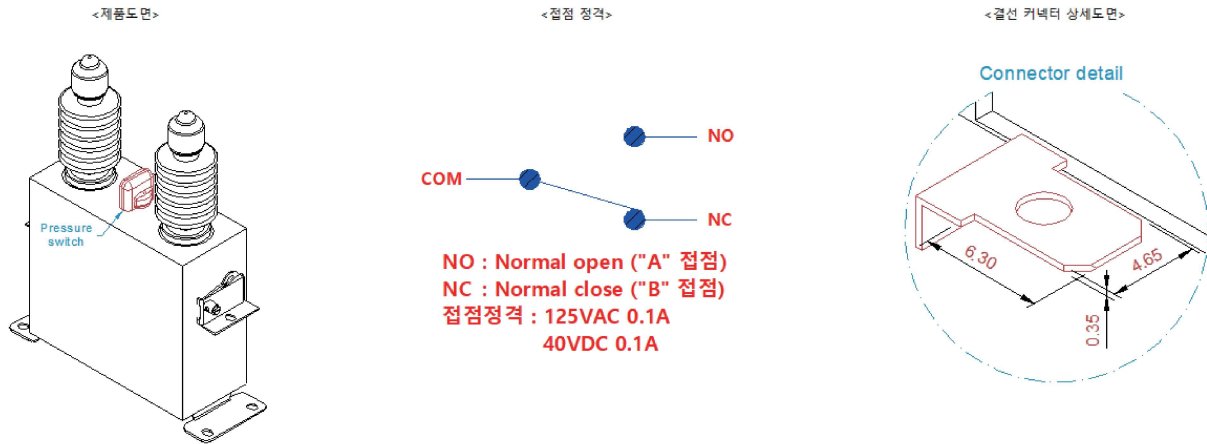 <제품도면>
<접점 정격>
<결선 커넥터 상세도면>
Pressure
switch
COM
NO
NC
NO : Normal open ("A" 접점)
NC : Normal close ("B" 접점)
접점정격 : 125VAC 0.1A
40VDC 0.1A
Connector detail
6.30
4.65
0.35